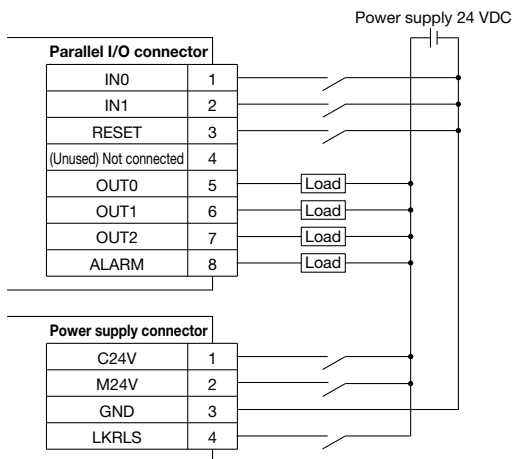 Power supply 24 VDC
Parallel I/O connector
IN0 1
IN1 2
RESET 3
(Unused) Not connected 4
OUT0 5 Load
OUT1 6 Load
OUT2 7 Load
ALARM 8 Load
Power supply connector
C24V 1
M24V 2
GND 3
LKRLS 4